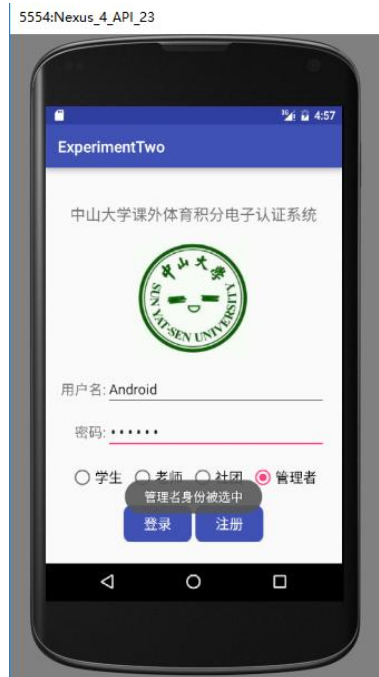 5554:Nexus_4_API_23
3G 4:57
ExperimentTwo
中山大学课外体育积分电子认证系统
中山大学
SUN YAT-SEN UNIVERSITY
用户名: Android
密码: ••••••
学生 老师 社团 管理者
管理者身份被选中
登录 注册